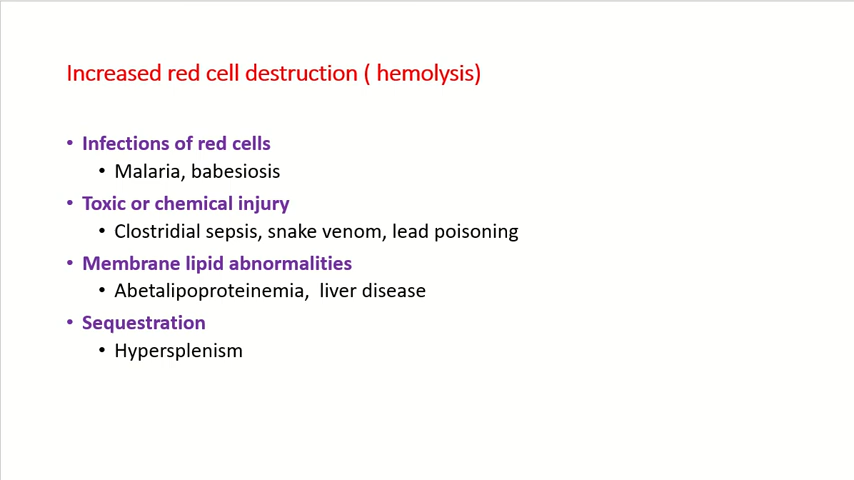 Increased red cell destruction ( hemolysis)
• Infections of red cells
• Malaria, babesiosis
• Toxic or chemical injury
• Clostridial sepsis, snake venom, lead poisoning
• Membrane lipid abnormalities
• Abetalipoproteinemia,  liver disease
• Sequestration
• Hypersplenism